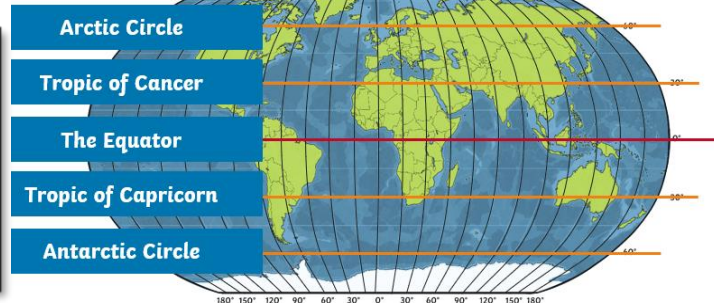 Arctic Circle
60°
Tropic of Cancer
30°
The Equator
0°
Tropic of Capricorn
30°
Antarctic Circle
60°
180° 150° 120° 90° 60° 30° 0° 30° 60° 90° 120° 150° 180°